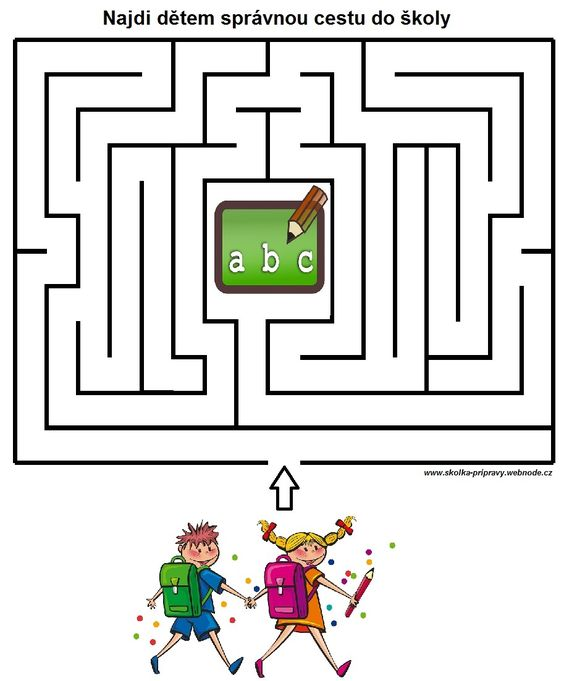 Najdi dětem správnou cestu do školy
a b c
www.skolka-pripravy.webnode.cz